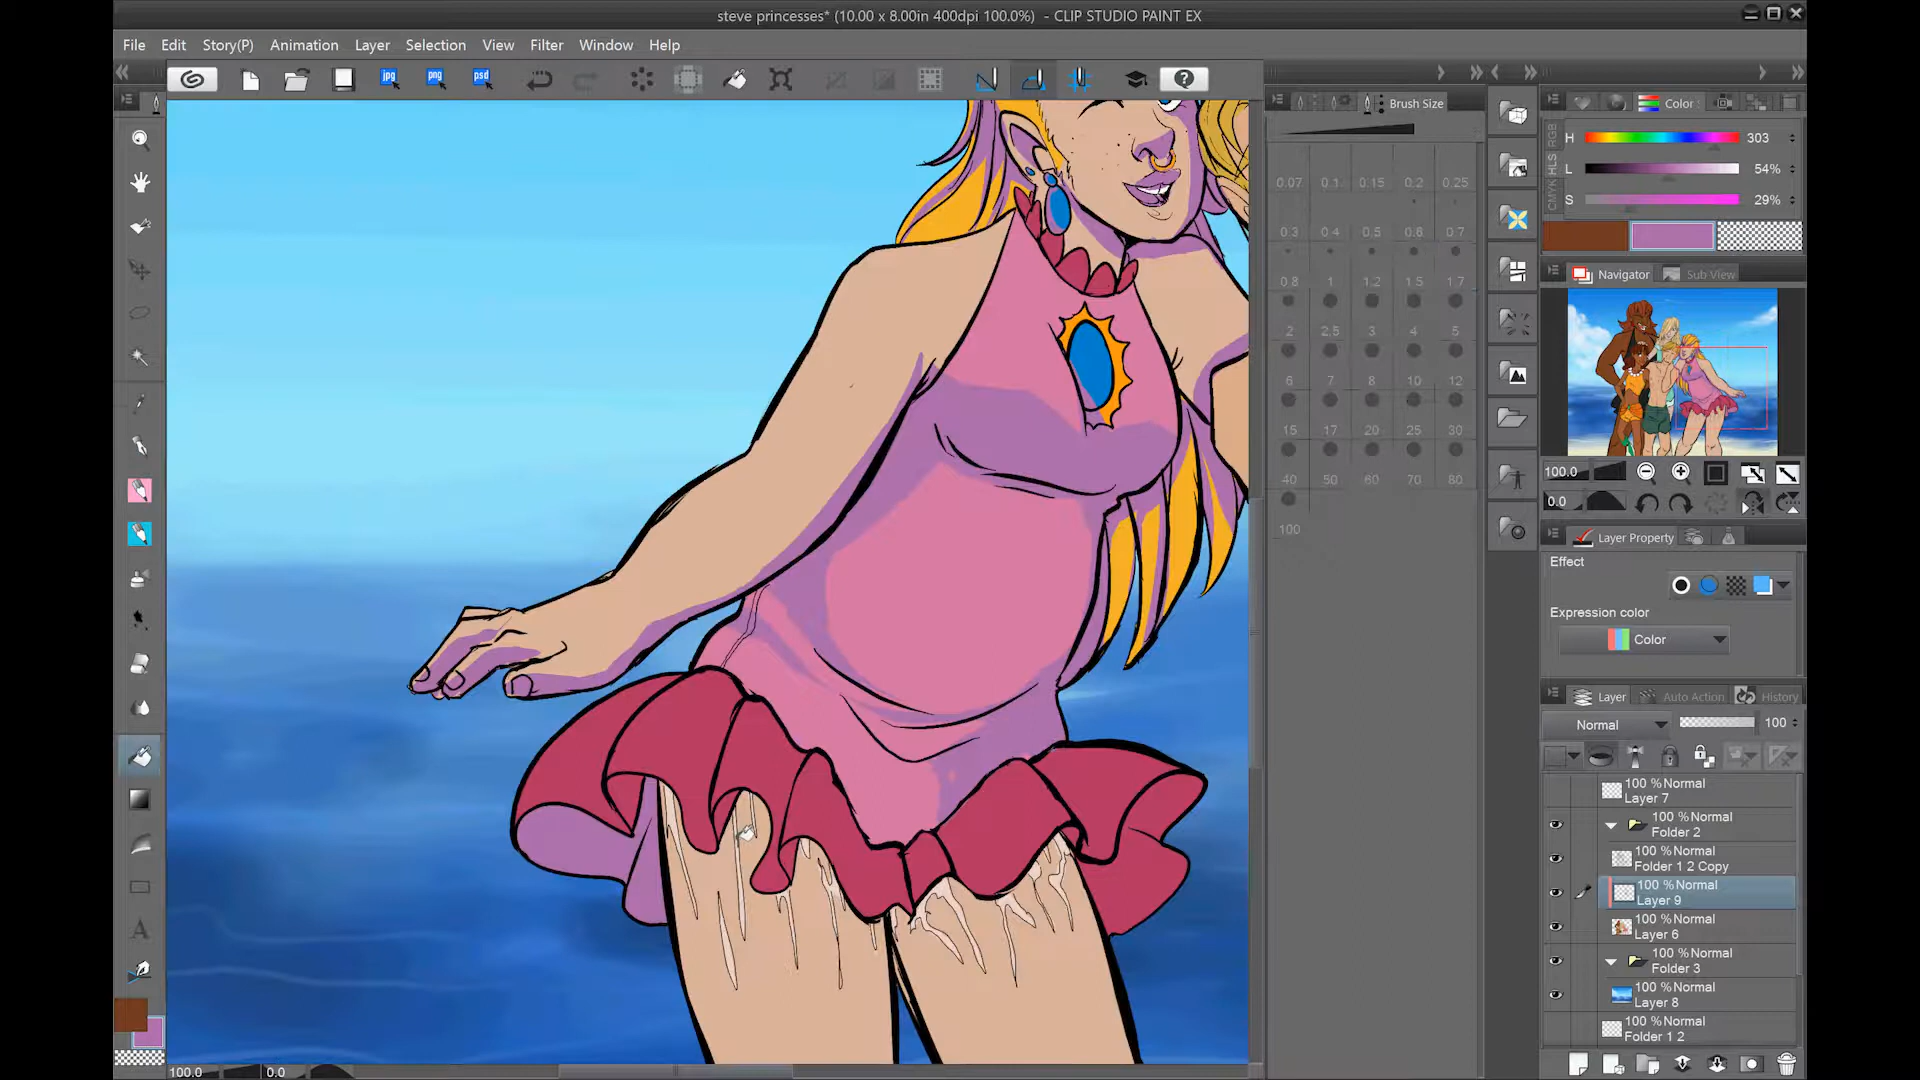 steve princesses* (10.00 x 8.00in 400dpi 100.0%) - CLIP STUDIO PAINT EX
File Edit Story(P) Animation Layer Selection View Filter Window Help
jpg png psd
Brush Size
0.07 0.1 0.15 0.2 0.25
0.3 0.4 0.5 0.6 0.7
0.8 1 1.2 1.5 1.7
2 2.5 3 4 5
6 7 8 10 12
15 17 20 25 30
40 50 60 70 80
100
Color
RGB HLS CMYK
H 303
L 54%
S 29%
Navigator Sub View
100.0
0.0
Layer Property
Effect
Expression color
Color
Layer Auto Action History
Normal 100
100 %Normal
Layer 7
100 %Normal
Folder 2
100 %Normal
Folder 1 2 Copy
100 %Normal
Layer 9
100 %Normal
Layer 6
100 %Normal
Folder 3
100 %Normal
Layer 8
100 %Normal
Folder 1 2
A
100.0 0.0